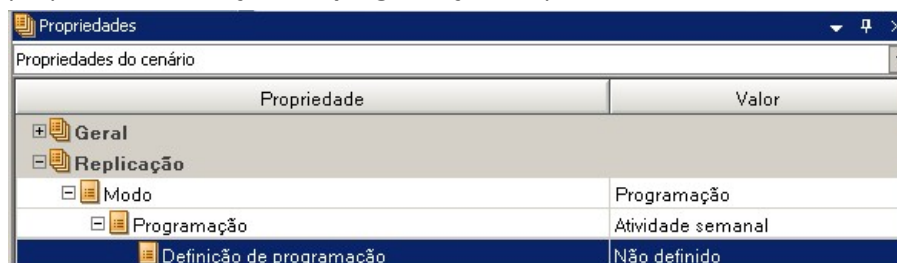 Propriedades
Propriedades do cenário
Propriedade Valor
Geral
Replicação
Modo Programação
Programação Atividade semanal
Definição de programação Não definido